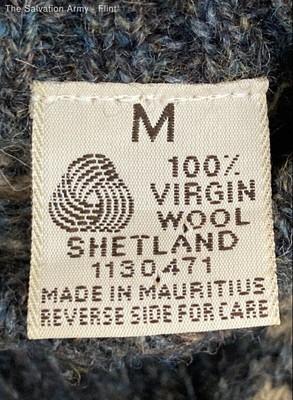 The Salvation Army - Flint
M
100%
VIRGIN
WOOL
SHETLAND
1130,471
MADE IN MAURITIUS
REVERSE SIDE FOR CARE